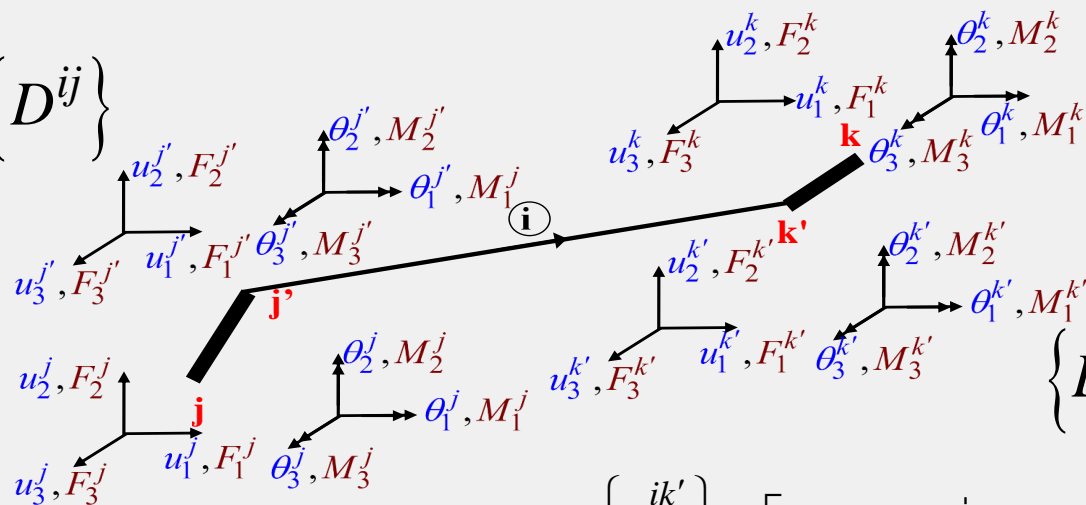 {D^{ij}}
u_2^{j'}, F_2^{j'}
u_1^{j'}, F_1^{j'}
u_3^{j'}, F_3^{j'}
θ_2^{j'}, M_2^{j'}
θ_1^{j'}, M_1^{j}
θ_3^{j'}, M_3^{j'}
i
u_2^k, F_2^k
u_1^k, F_1^k
u_3^k, F_3^k
θ_2^k, M_2^k
θ_1^k, M_1^k
θ_3^k, M_3^k
k
k'
j'
u_2^{k'}, F_2^{k'}
u_1^{k'}, F_1^{k'}
u_3^{k'}, F_3^{k'}
θ_2^{k'}, M_2^{k'}
θ_1^{k'}, M_1^{k'}
θ_3^{k'}, M_3^{k'}
u_2^j, F_2^j
j
u_1^j, F_1^j
u_3^j, F_3^j
θ_2^j, M_2^j
θ_1^j, M_1^j
θ_3^j, M_3^j
ik'